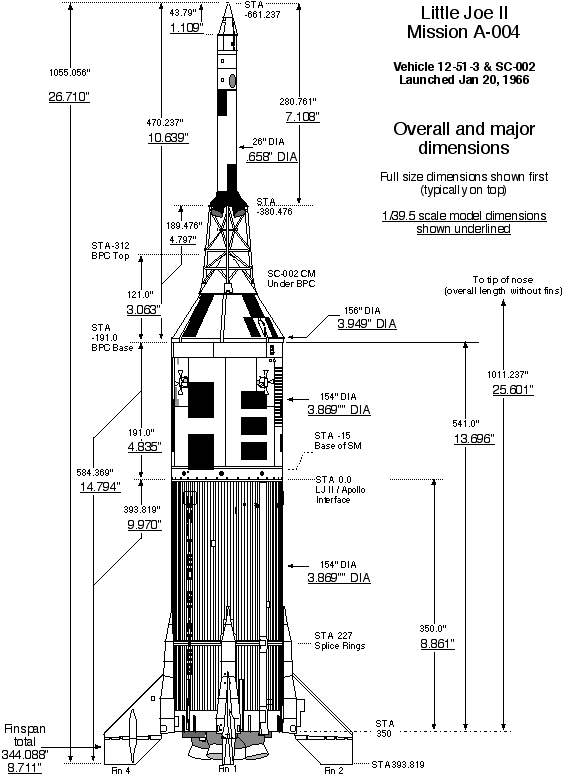 Little Joe II
Mission A-004
Vehicle 12-51-3 & SC-002
Launched Jan 20, 1966
Overall and major
dimensions
Full size dimensions shown first
(typically on top)
1/39.5 scale model dimensions
shown underlined
43.79"
1.109"
STA
-661.237
1055.056"
26.710"
470.237"
10.639"
280.761"
7.108"
26" DIA
.658" DIA
STA
-380.476
189.476"
4.797"
STA-312
BPC Top
SC-002 CM
Under BPC
121.0"
3.063"
To tip of nose
(overall length without fins)
156" DIA
3.949" DIA
STA
-191.0
BPC Base
1011.237"
25.601"
154" DIA
3.869"" DIA
541.0"
13.696"
191.0"
4.835"
STA -15
Base of SM
584.369"
14.794"
STA 0.0
LJ II / Apollo
Interface
393.819"
9.970"
154" DIA
3.869"" DIA
350.0"
8.861"
STA 227
Splice Rings
STA
350
Finspan
total
344.088"
8.711"
Fin 4
Fin 1
Fin 2
STA393.819